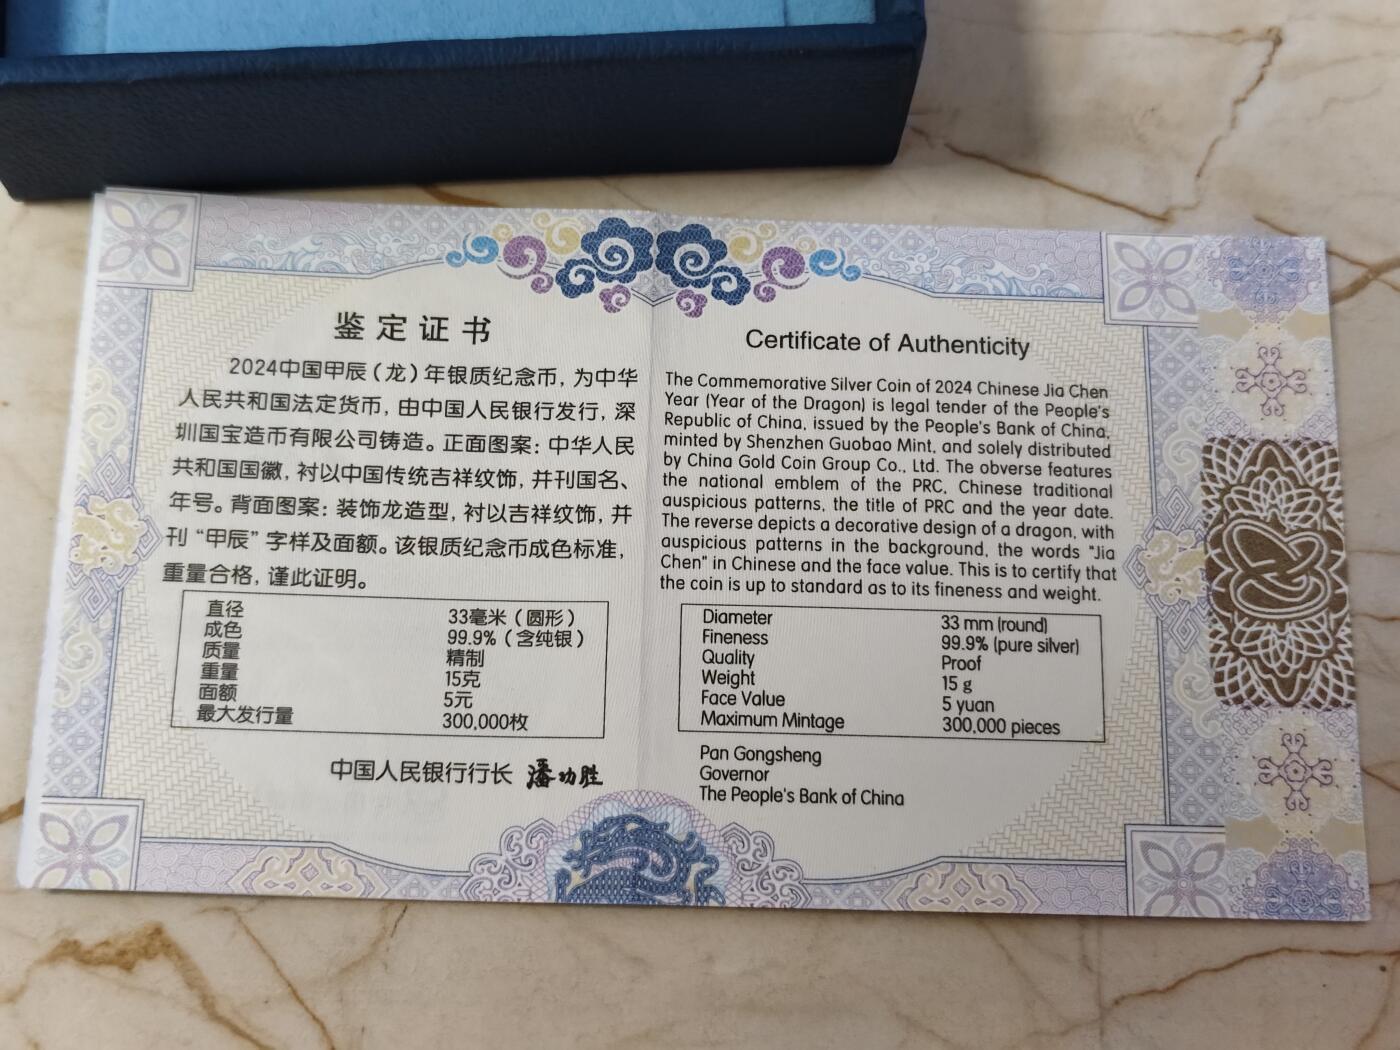 鉴定证书
2024中国甲辰（龙）年银质纪念币，为中华
人民共和国法定货币，由中国人民银行发行，深
圳国宝造币有限公司铸造。正面图案：中华人民
共和国国徽，衬以中国传统吉祥纹饰，并刊国名、
年号。背面图案：装饰龙造型，衬以吉祥纹饰，并
刊“甲辰”字样及面额。该银质纪念币成色标准，
重量合格，谨此证明。
直径 33毫米（圆形）
成色 99.9%（含纯银）
质量 精制
重量 15克
面额 5元
最大发行量 300,000枚
中国人民银行行长 潘功胜
Certificate of Authenticity
The Commemorative Silver Coin of 2024 Chinese Jia Chen
Year (Year of the Dragon) is legal tender of the People's
Republic of China, issued by the People's Bank of China,
minted by Shenzhen Guobao Mint, and solely distributed
by China Gold Coin Group Co., Ltd. The obverse features
the national emblem of the PRC, Chinese traditional
auspicious patterns, the title of PRC and the year date.
The reverse depicts a decorative design of a dragon, with
auspicious patterns in the background, the words "Jia
Chen" in Chinese and the face value. This is to certify that
the coin is up to standard as to its fineness and weight.
Diameter 33 mm (round)
Fineness 99.9% (pure silver)
Quality Proof
Weight 15 g
Face Value 5 yuan
Maximum Mintage 300,000 pieces
Pan Gongsheng
Governor
The People's Bank of China